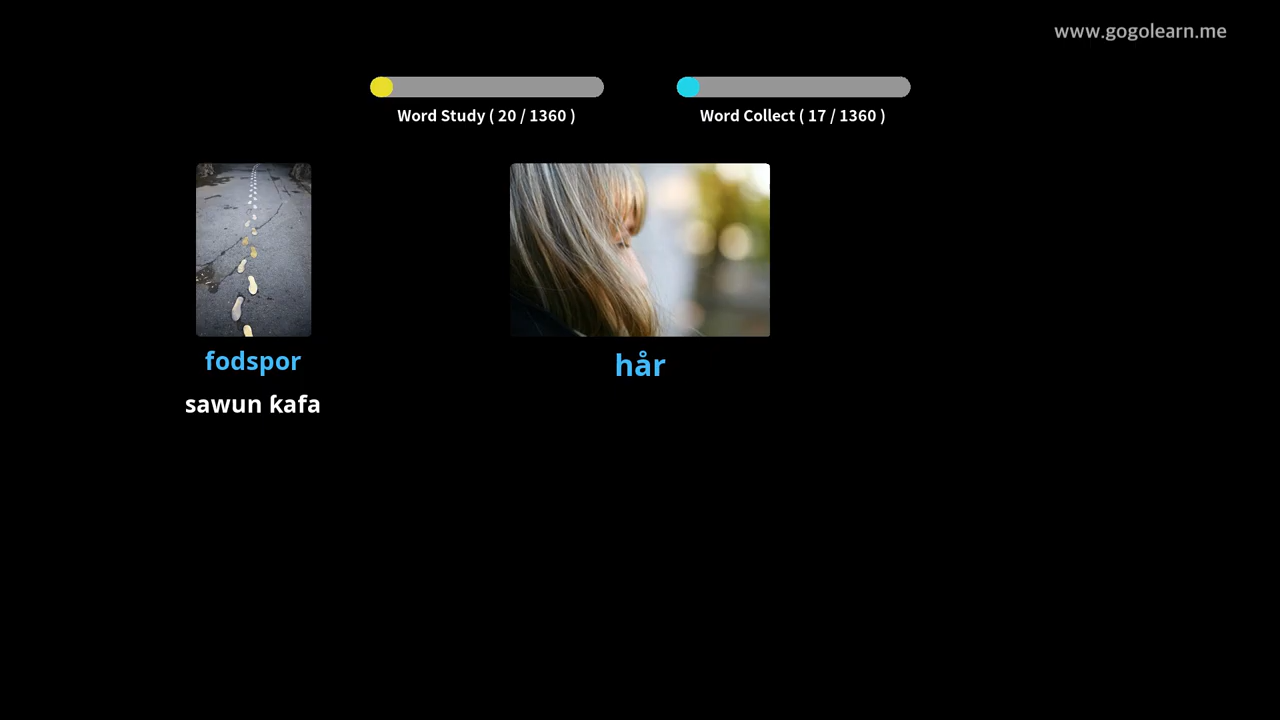 www.gogolearn.me
Word Study ( 20 / 1360 )
Word Collect ( 17 / 1360 )
fodspor
hår
sawun ƙafa